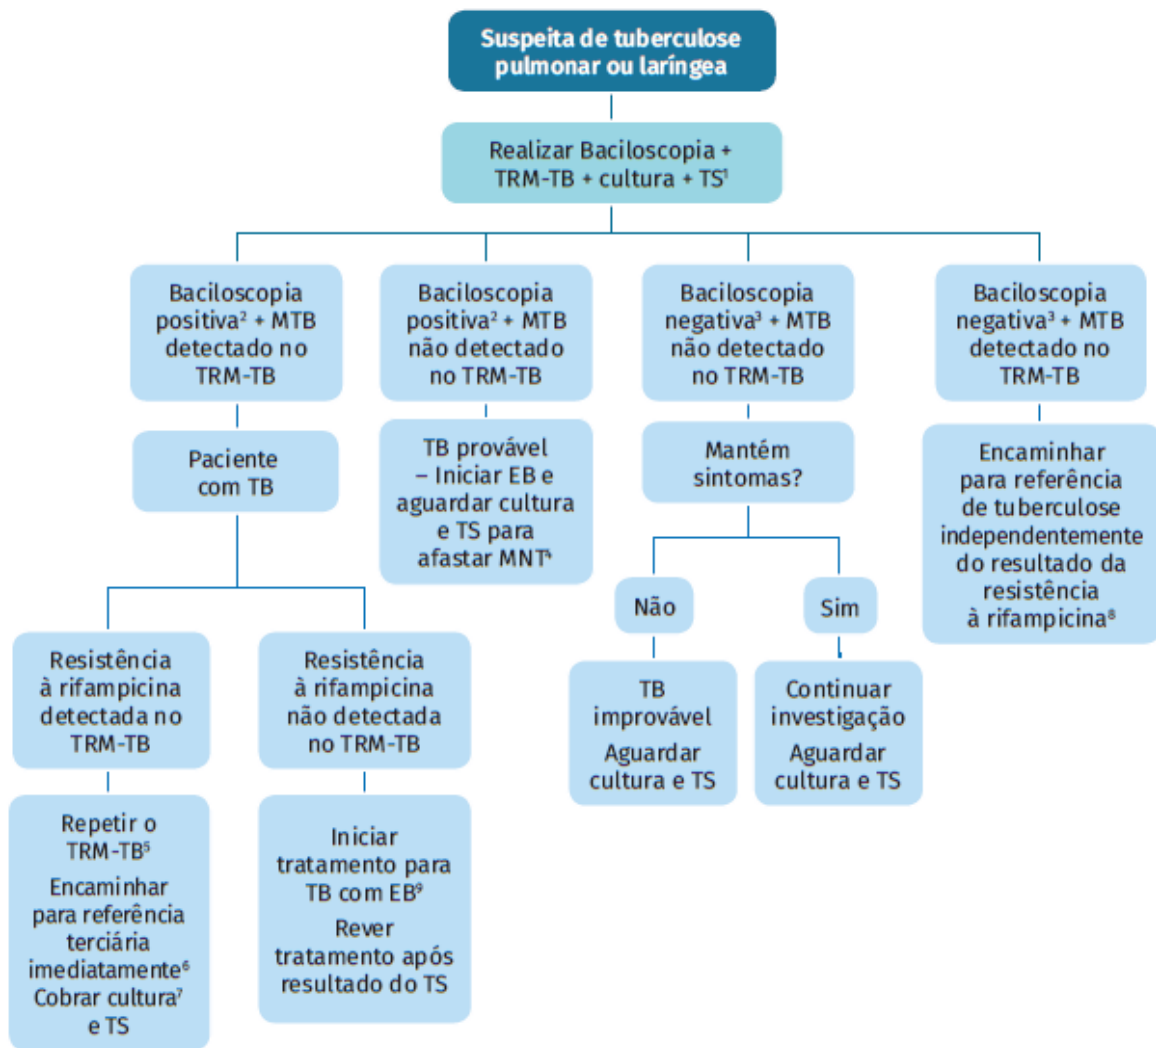 Suspeita de tuberculose
pulmonar ou laríngea
Realizar Baciloscopia +
TRM-TB + cultura + TS¹
Baciloscopia
positiva² + MTB
detectado no
TRM-TB
Baciloscopia
positiva² + MTB
não detectado
no TRM-TB
Baciloscopia
negativa³ + MTB
não detectado
no TRM-TB
Baciloscopia
negativa³ + MTB
detectado no
TRM-TB
Paciente
com TB
TB provável
– Iniciar EB e
aguardar cultura
e TS para
afastar MNT⁴
Mantém
sintomas?
Encaminhar
para referência
de tuberculose
independentemente
do resultado da
resistência
à rifampicina⁸
Não
Sim
Resistência
à rifampicina
detectada no
TRM-TB
Resistência
à rifampicina
não detectada
no TRM-TB
TB
improvável
Aguardar
cultura e TS
Continuar
investigação
Aguardar
cultura e TS
Repetir o
TRM-TB⁵
Encaminhar
para referência
terciária
imediatamente⁶
Cobrar cultura⁷
e TS
Iniciar
tratamento para
TB com EB⁹
Rever
tratamento após
resultado do TS